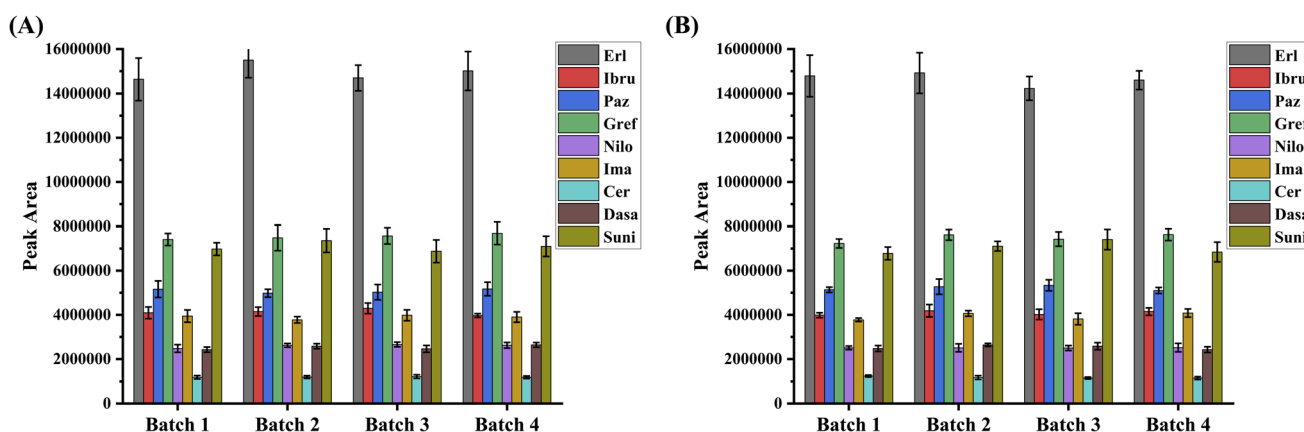 (A)
Peak Area
16000000
14000000
12000000
10000000
8000000
6000000
4000000
2000000
0
Batch 1 Batch 2 Batch 3 Batch 4
Erl
Ibru
Paz
Gref
Nilo
Ima
Cer
Dasa
Suni
(B)
Peak Area
16000000
14000000
12000000
10000000
8000000
6000000
4000000
2000000
0
Batch 1 Batch 2 Batch 3 Batch 4
Erl
Ibru
Paz
Gref
Nilo
Ima
Cer
Dasa
Suni